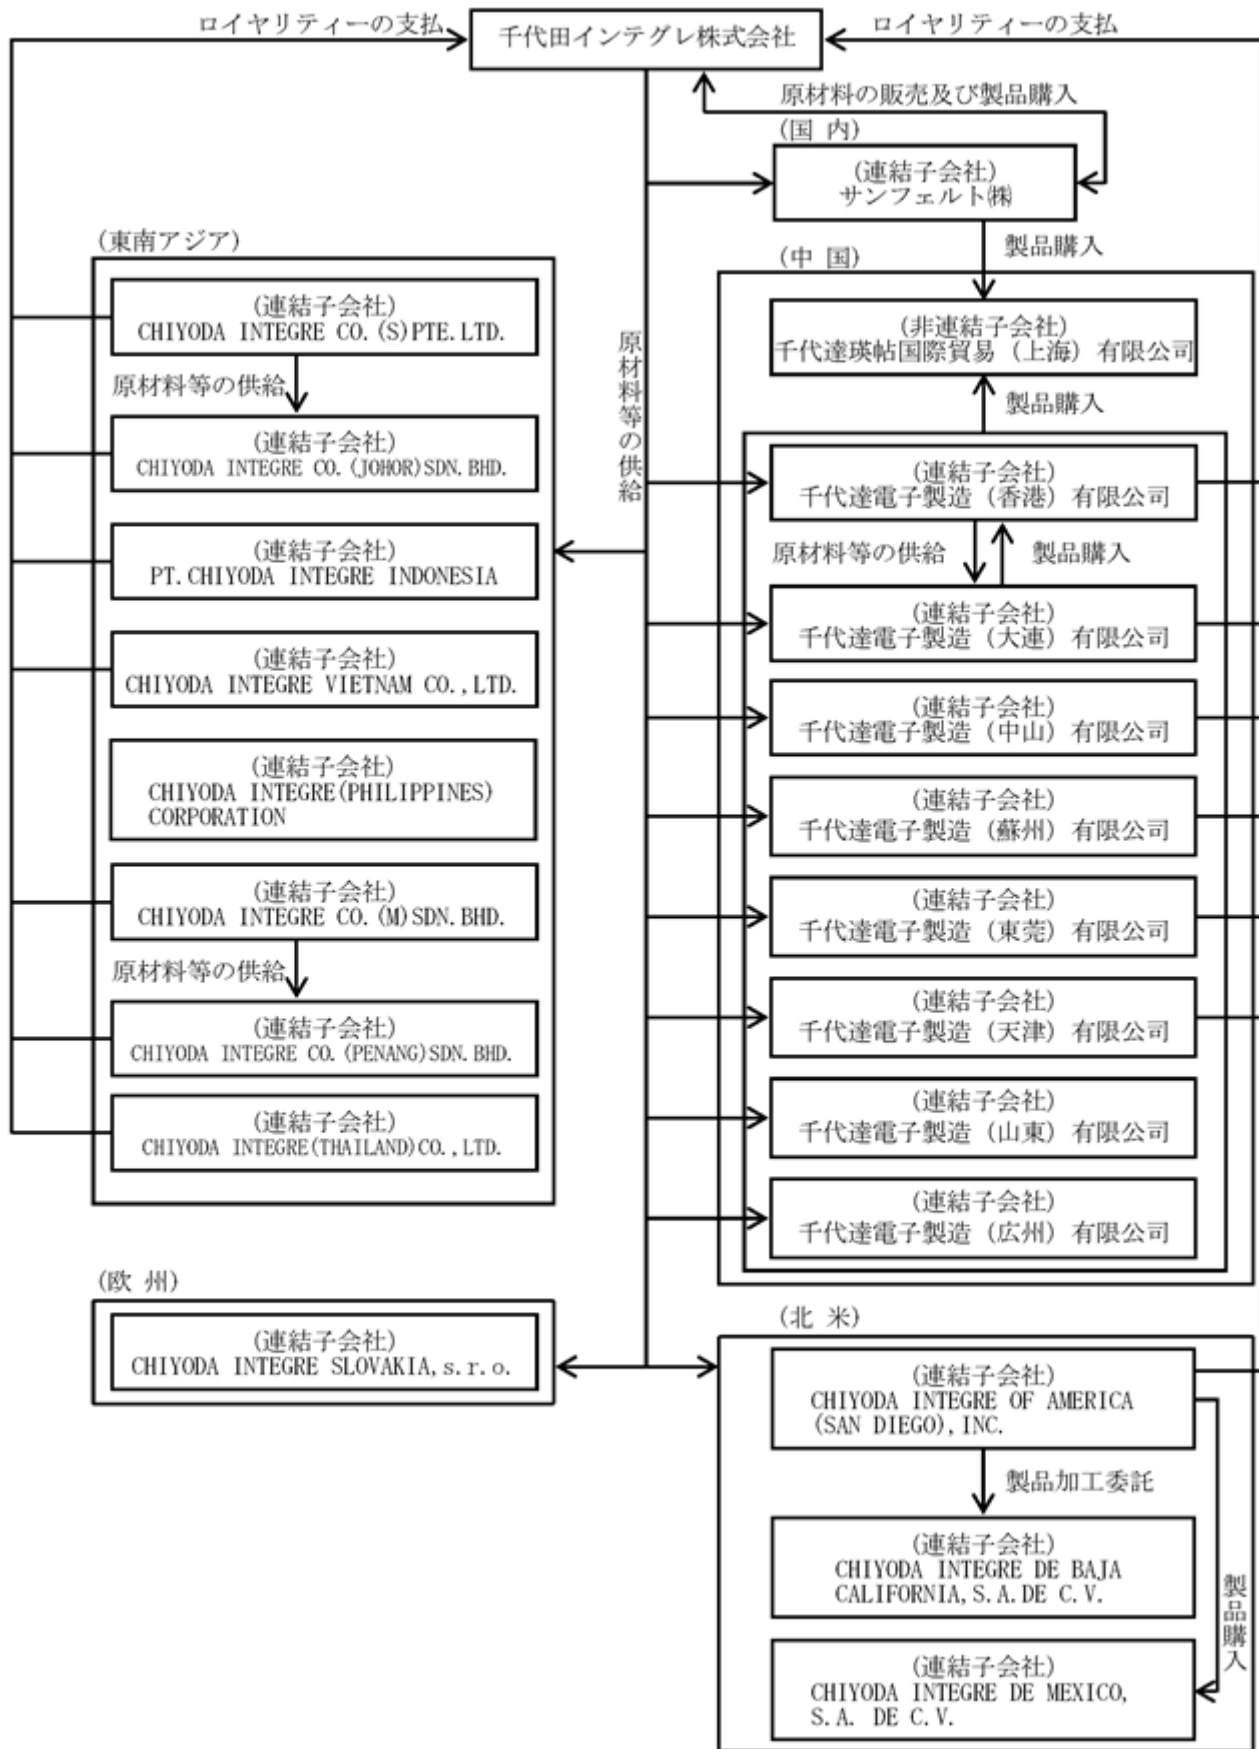 ロイヤリティーの支払
千代田インテグレ株式会社
ロイヤリティーの支払
原材料の販売及び製品購入
(国 内)
(連結子会社)
サンフェルト㈱
製品購入
(東南アジア)
(連結子会社)
CHIYODA INTEGRE CO.(S)PTE.LTD.
原材料等の供給
(連結子会社)
CHIYODA INTEGRE CO.(JOHOR)SDN.BHD.
(連結子会社)
PT.CHIYODA INTEGRE INDONESIA
(連結子会社)
CHIYODA INTEGRE VIETNAM CO.,LTD.
(連結子会社)
CHIYODA INTEGRE(PHILIPPINES)
CORPORATION
(連結子会社)
CHIYODA INTEGRE CO.(M)SDN.BHD.
原材料等の供給
(連結子会社)
CHIYODA INTEGRE CO.(PENANG)SDN.BHD.
(連結子会社)
CHIYODA INTEGRE(THAILAND)CO.,LTD.
原材料等の供給
(中 国)
(非連結子会社)
千代達瑛帖国際貿易(上海)有限公司
製品購入
(連結子会社)
千代達電子製造(香港)有限公司
原材料等の供給
製品購入
(連結子会社)
千代達電子製造(大連)有限公司
(連結子会社)
千代達電子製造(中山)有限公司
(連結子会社)
千代達電子製造(蘇州)有限公司
(連結子会社)
千代達電子製造(東莞)有限公司
(連結子会社)
千代達電子製造(天津)有限公司
(連結子会社)
千代達電子製造(山東)有限公司
(連結子会社)
千代達電子製造(広州)有限公司
(欧 州)
(連結子会社)
CHIYODA INTEGRE SLOVAKIA,s.r.o.
(北 米)
(連結子会社)
CHIYODA INTEGRE OF AMERICA
(SAN DIEGO),INC.
製品加工委託
(連結子会社)
CHIYODA INTEGRE DE BAJA
CALIFORNIA,S.A.DE C.V.
製品購入
(連結子会社)
CHIYODA INTEGRE DE MEXICO,
S.A. DE C.V.